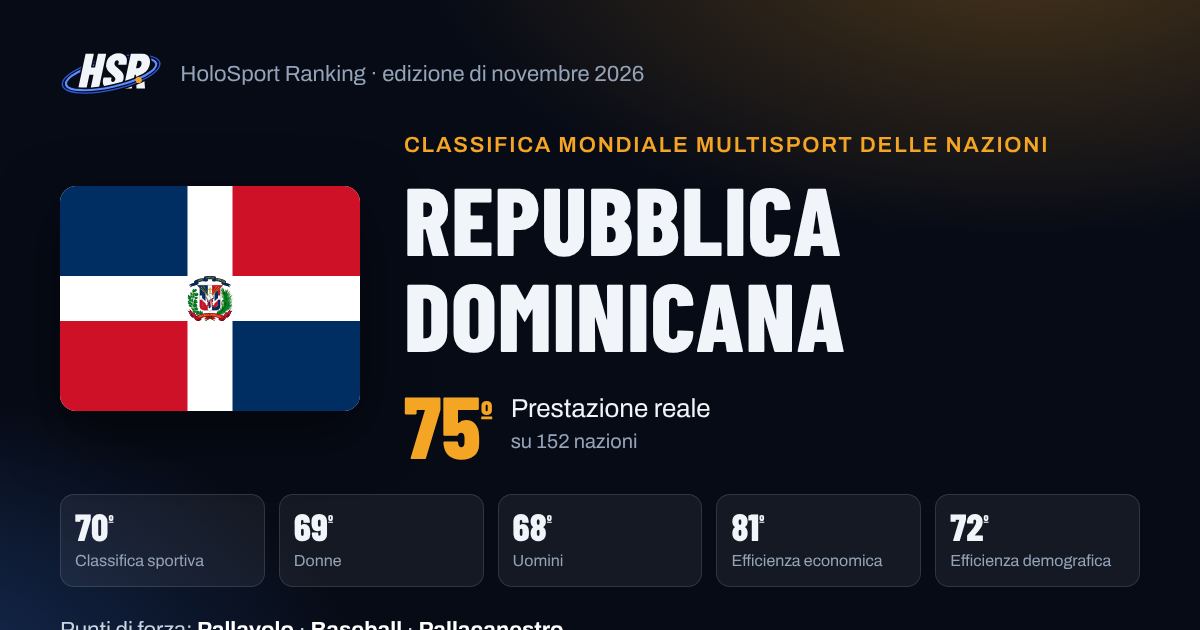 HSR HoloSport Ranking · edizione di novembre 2026
CLASSIFICA MONDIALE MULTISPORT DELLE NAZIONI
REPUBBLICA
DOMINICANA
75º Prestazione reale
su 152 nazioni
70º
Classifica sportiva
69º
Donne
68º
Uomini
81º
Efficienza economica
72º
Efficienza demografica
Punti di forza: Pallavolo · Baseball · Pallacanestro